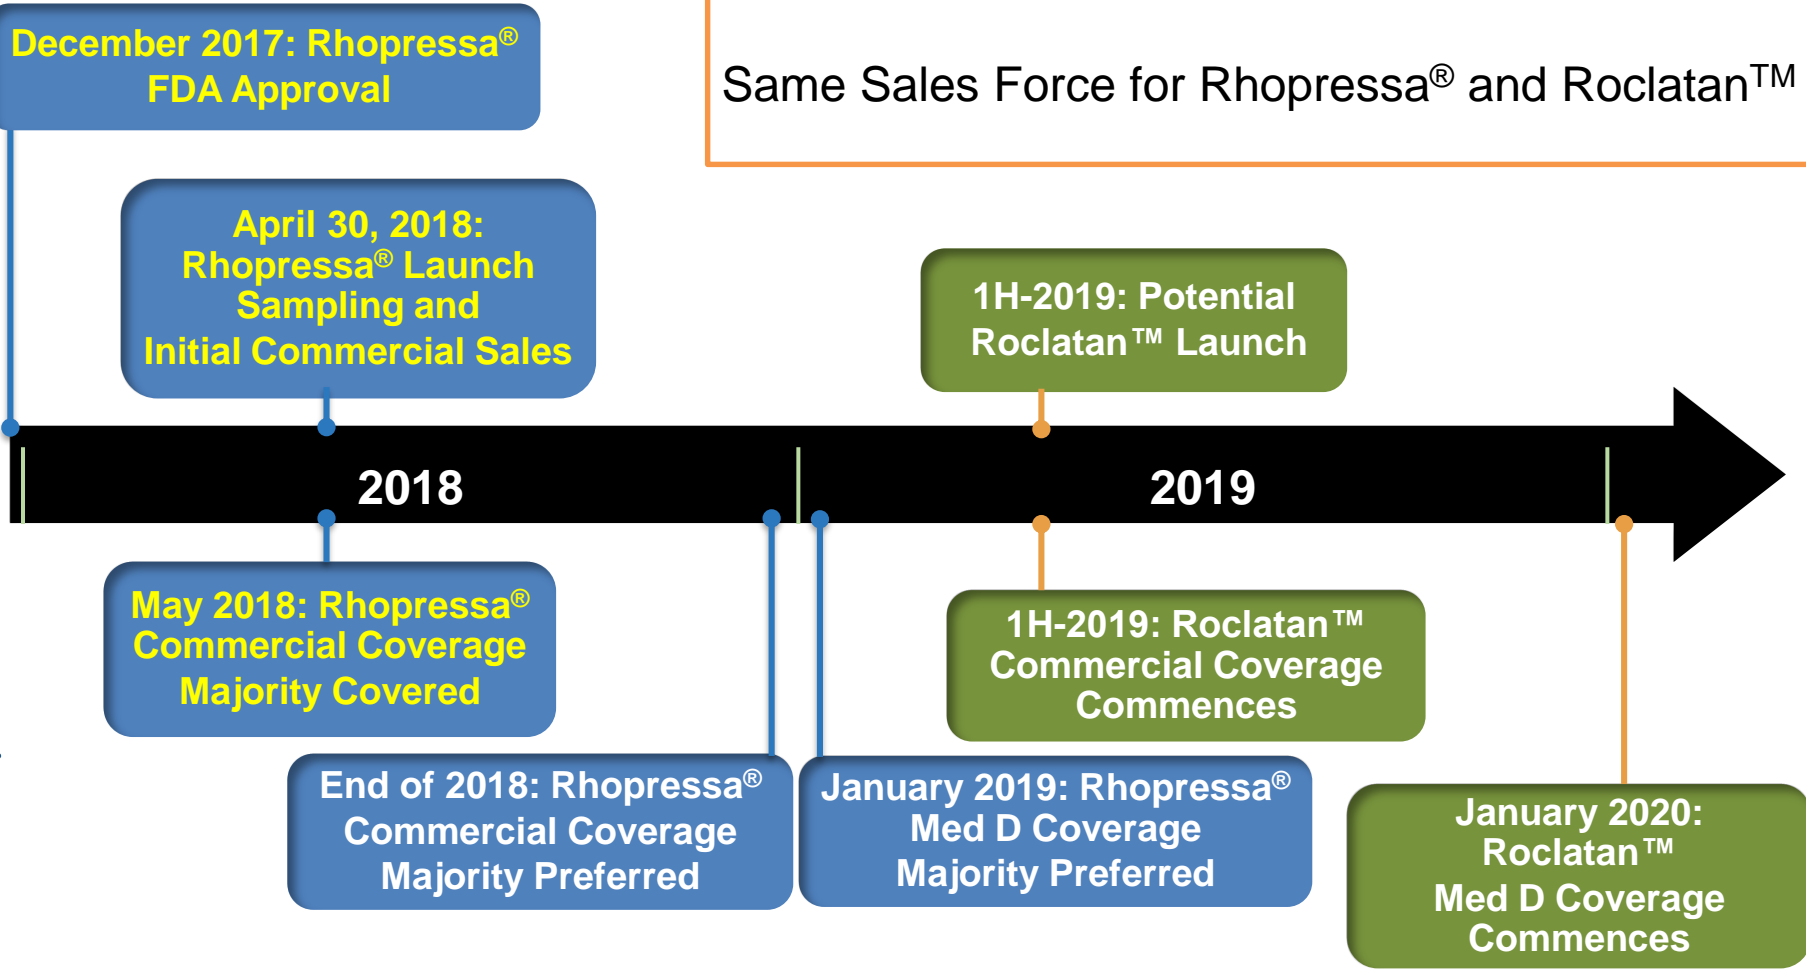 December 2017: Rhopressa®
FDA Approval
Same Sales Force for Rhopressa® and Roclatan™
April 30, 2018:
Rhopressa® Launch
Sampling and
Initial Commercial Sales
1H-2019: Potential
Roclatan™ Launch
2018
2019
May 2018: Rhopressa®
Commercial Coverage
Majority Covered
1H-2019: Roclatan™
Commercial Coverage
Commences
End of 2018: Rhopressa®
Commercial Coverage
Majority Preferred
January 2019: Rhopressa®
Med D Coverage
Majority Preferred
January 2020:
Roclatan™
Med D Coverage
Commences